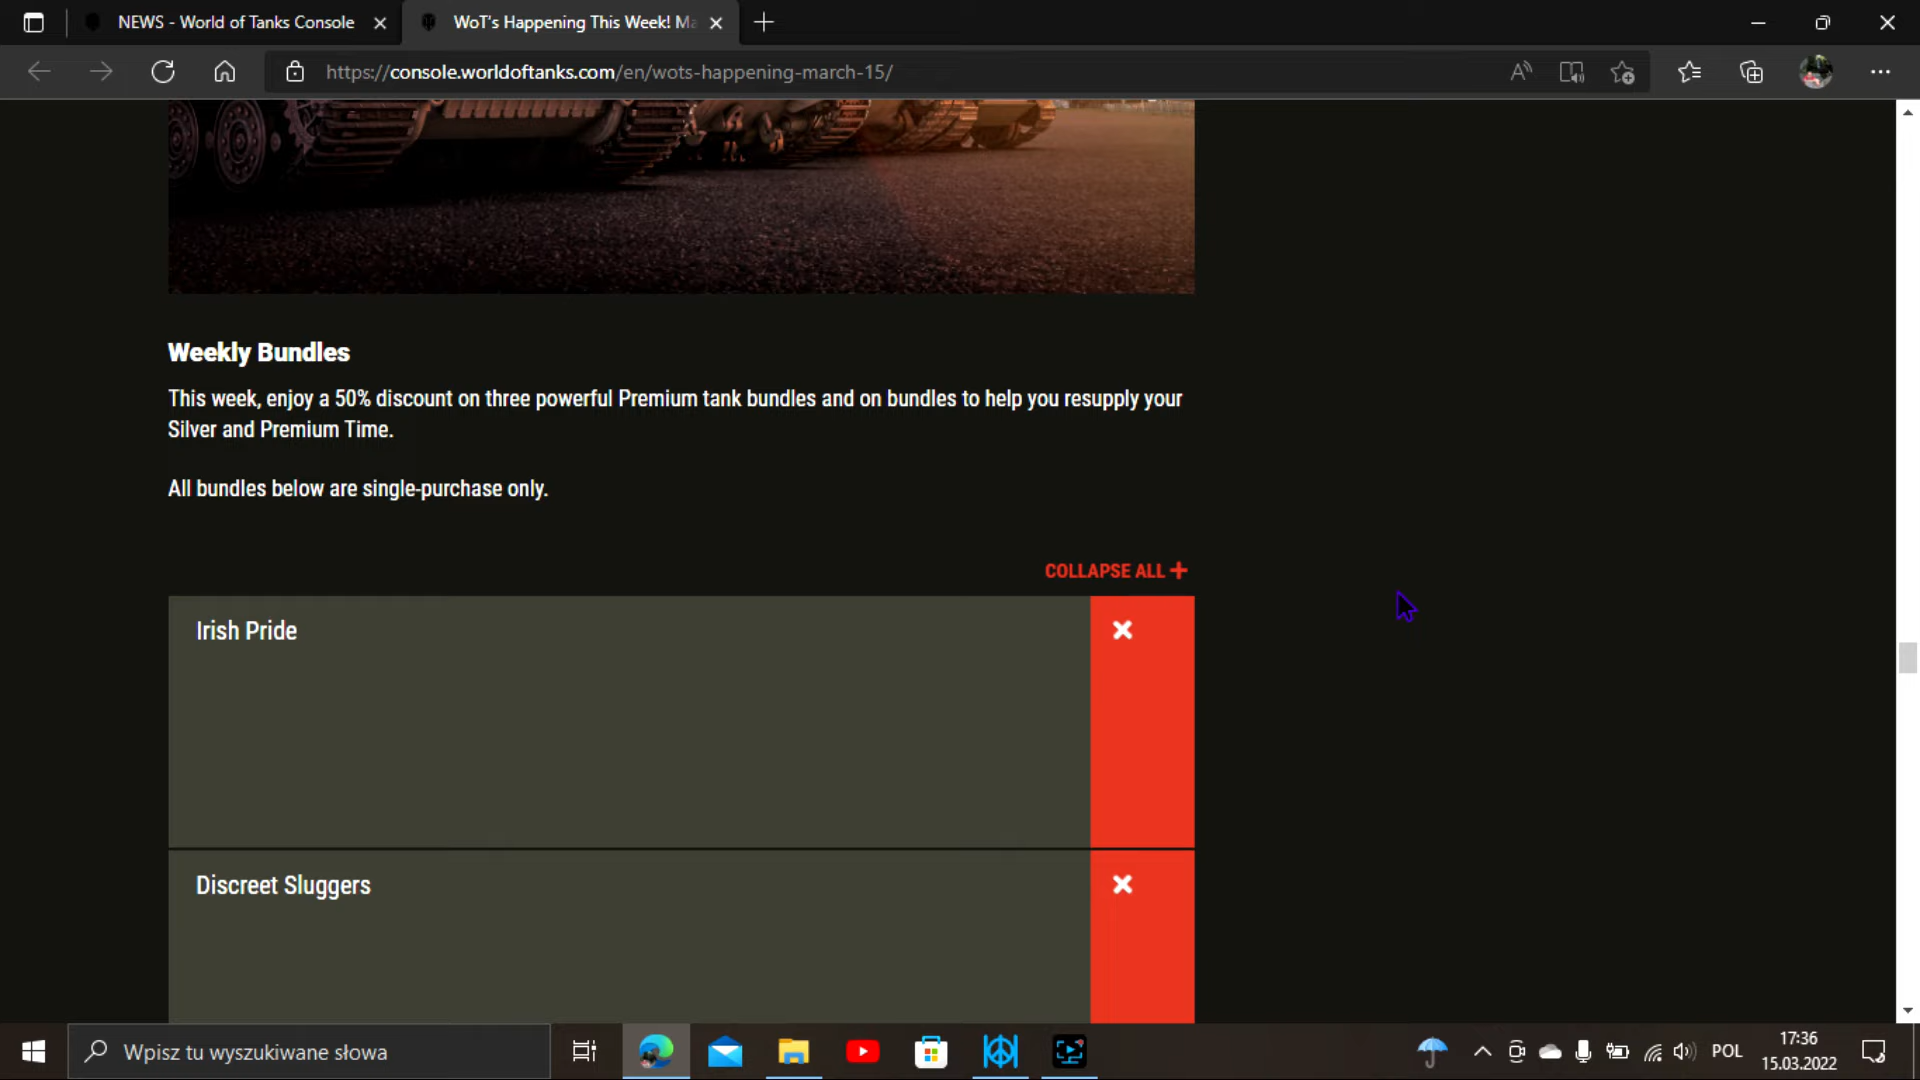 NEWS - World of Tanks Console
WoT's Happening This Week! Ma
https://console.worldoftanks.com/en/wots-happening-march-15/
Weekly Bundles
This week, enjoy a 50% discount on three powerful Premium tank bundles and on bundles to help you resupply your
Silver and Premium Time.
All bundles below are single-purchase only.
COLLAPSE ALL
Irish Pride
Discreet Sluggers
Wpisz tu wyszukiwane słowa
POL
17:36
15.03.2022